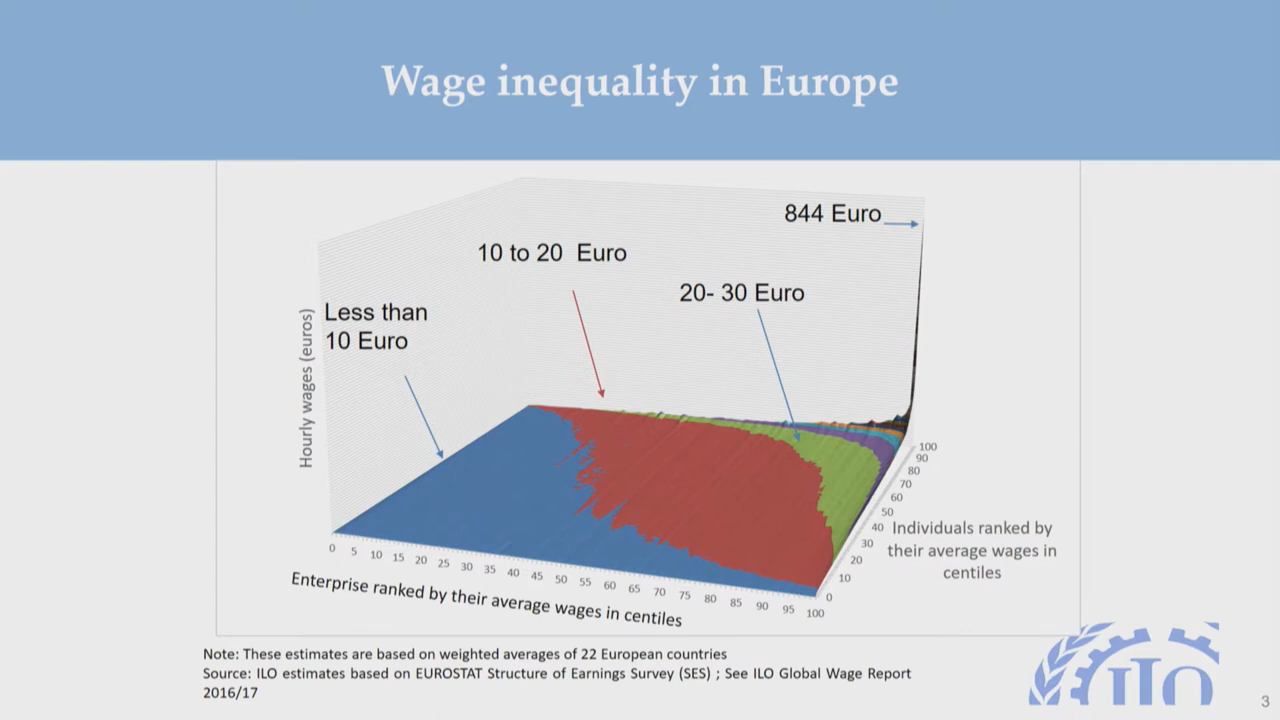 Wage inequality in Europe
844 Euro
10 to 20 Euro
20- 30 Euro
Less than
10 Euro
Hourly wages (euros)
100
90
80
70
60
50
40
30
20
10
0
Individuals ranked by
their average wages in
centiles
0 5 10 15 20 25 30 35 40 45 50 55 60 65 70 75 80 85 90 95 100
Enterprise ranked by their average wages in centiles
Note: These estimates are based on weighted averages of 22 European countries
Source: ILO estimates based on EUROSTAT Structure of Earnings Survey (SES) ; See ILO Global Wage Report
2016/17
ILO
3